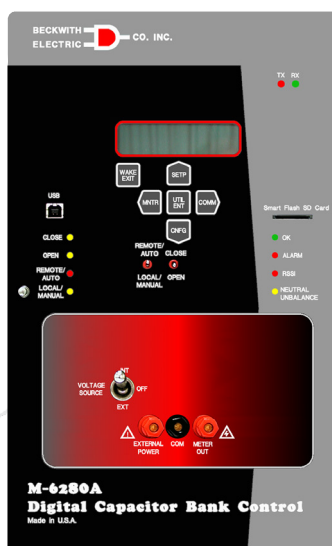 BECKWITH
ELECTRIC
CO. INC.
TX RX
WAKE
EXIT
SETP
MNTR
UTIL
ENT
COMM
CNFG
USB
Smart Flash SD Card
CLOSE
OPEN
REMOTE/
AUTO
LOCAL/
MANUAL
REMOTE/
AUTO
CLOSE
LOCAL/
MANUAL
OPEN
OK
ALARM
RSSI
NEUTRAL
UNBALANCE
INT
VOLTAGE
SOURCE
OFF
EXT
EXTERNAL
POWER
COM
METER
OUT
M-6280A
Digital Capacitor Bank Control
Made in U.S.A.